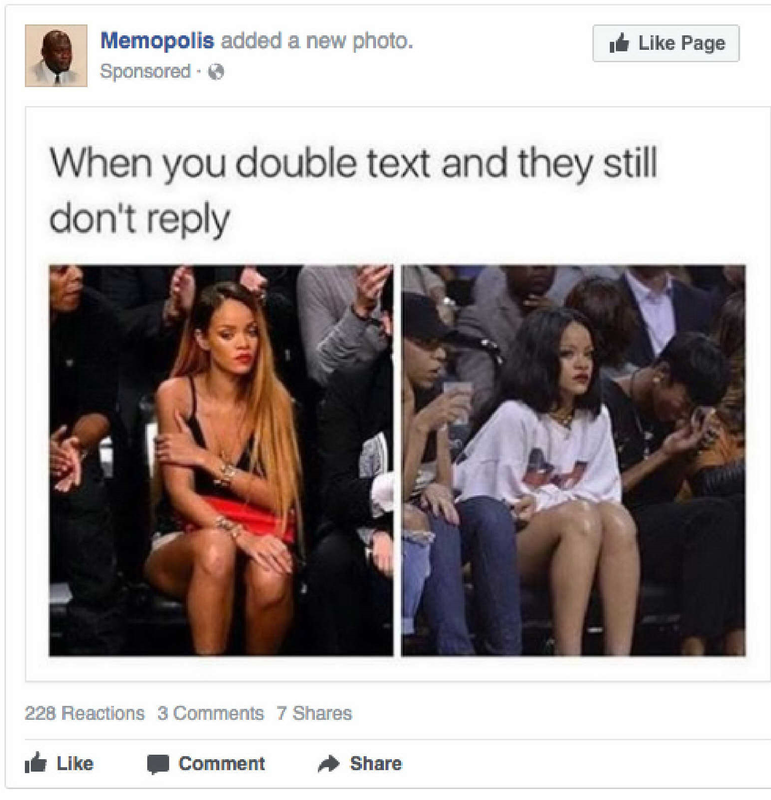 Memopolis added a new photo.
Sponsored ·
Like Page
When you double text and they still
don't reply
228 Reactions 3 Comments 7 Shares
Like Comment Share